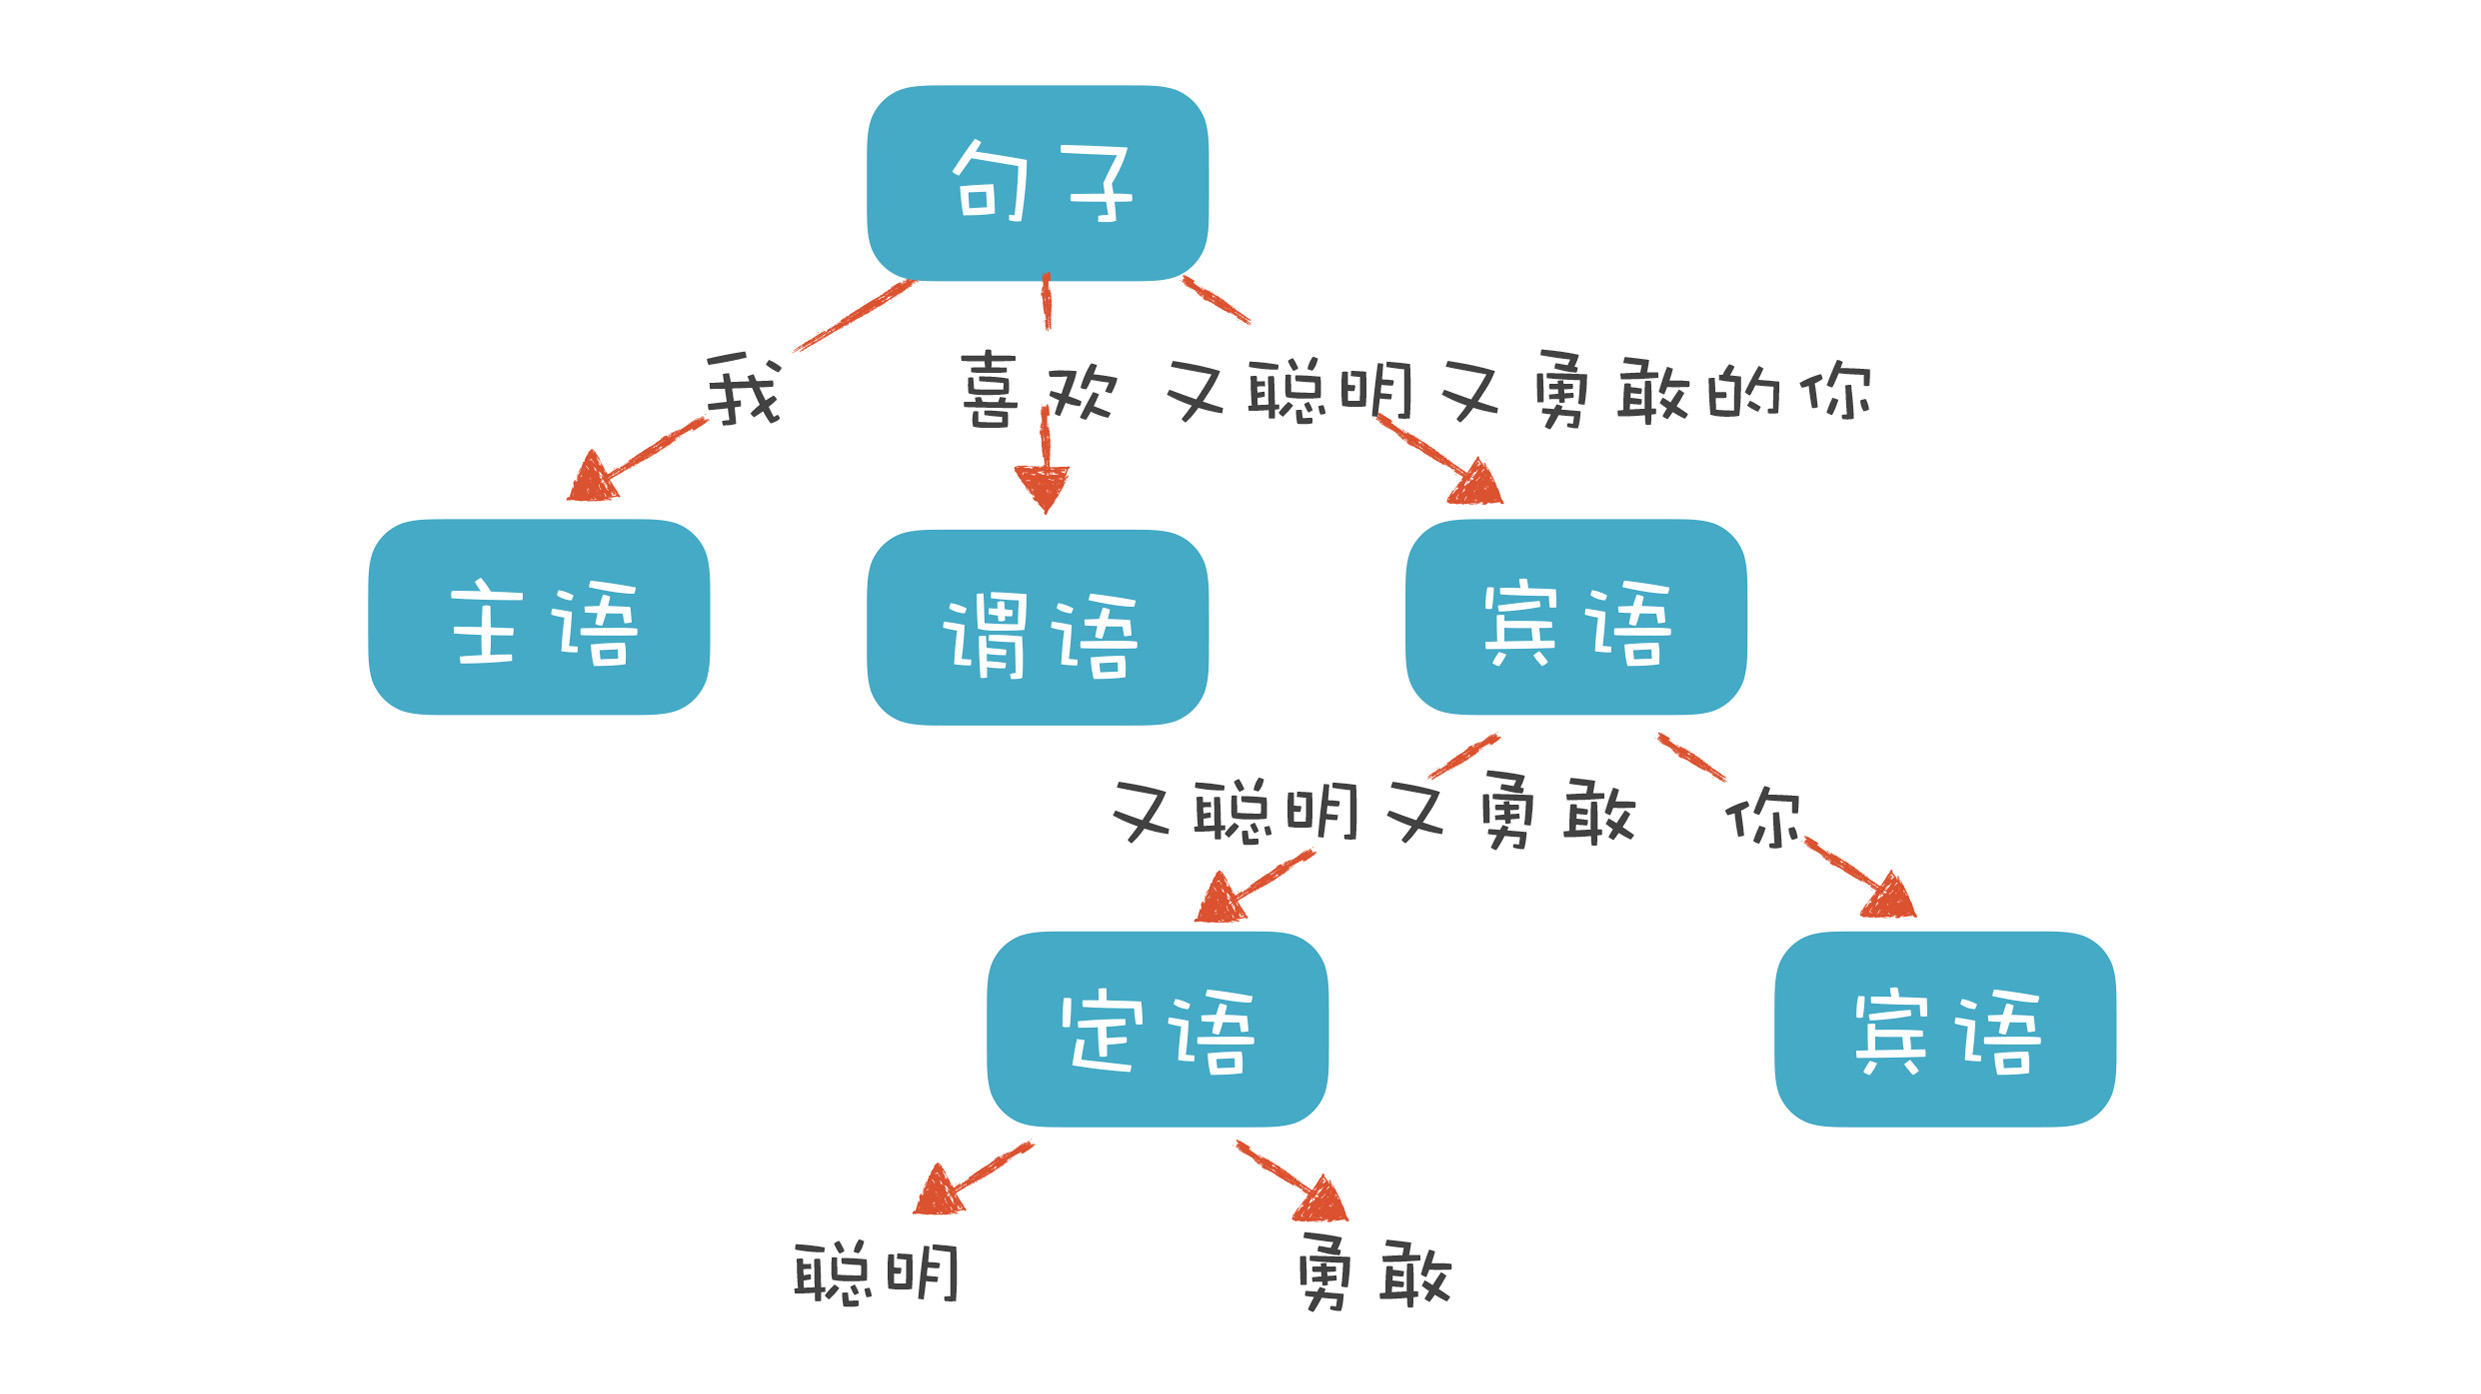 句子
我 喜欢 又聪明又勇敢的你
主语 谓语 宾语
又聪明又勇敢 你
定语 宾语
聪明 勇敢